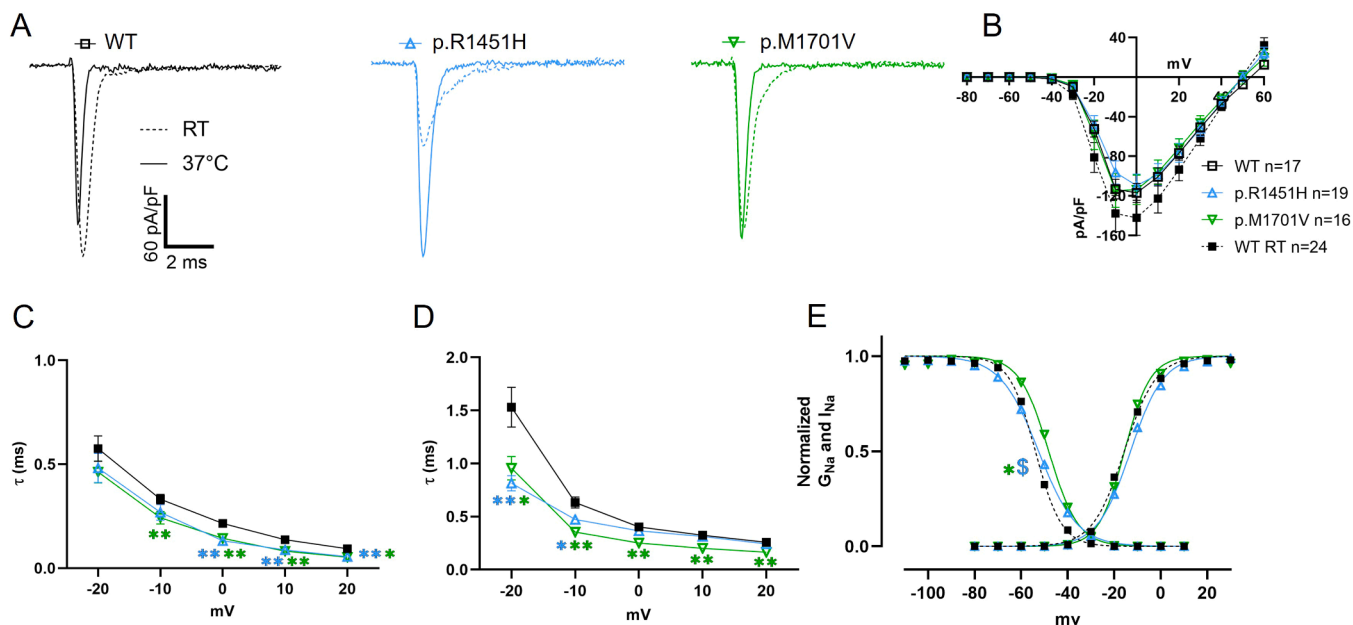 A
WT
p.R1451H
p.M1701V
RT
37°C
60 pA/pF
2 ms
B
40
mV
-80
-60
-40
-20
20
40
60
-40
-80
-120
-160
pA/pF
WT n=17
p.R1451H n=19
p.M1701V n=16
WT RT n=24
C
1.0
0.5
0.0
τ (ms)
**
****
****
***
-20
-10
0
10
20
mV
D
2.0
1.5
1.0
0.5
0.0
τ (ms)
***
***
**
**
**
-20
-10
0
10
20
mV
E
1.0
0.5
0.0
Normalized
GNa and INa
*$
-100
-80
-60
-40
-20
0
20
mv